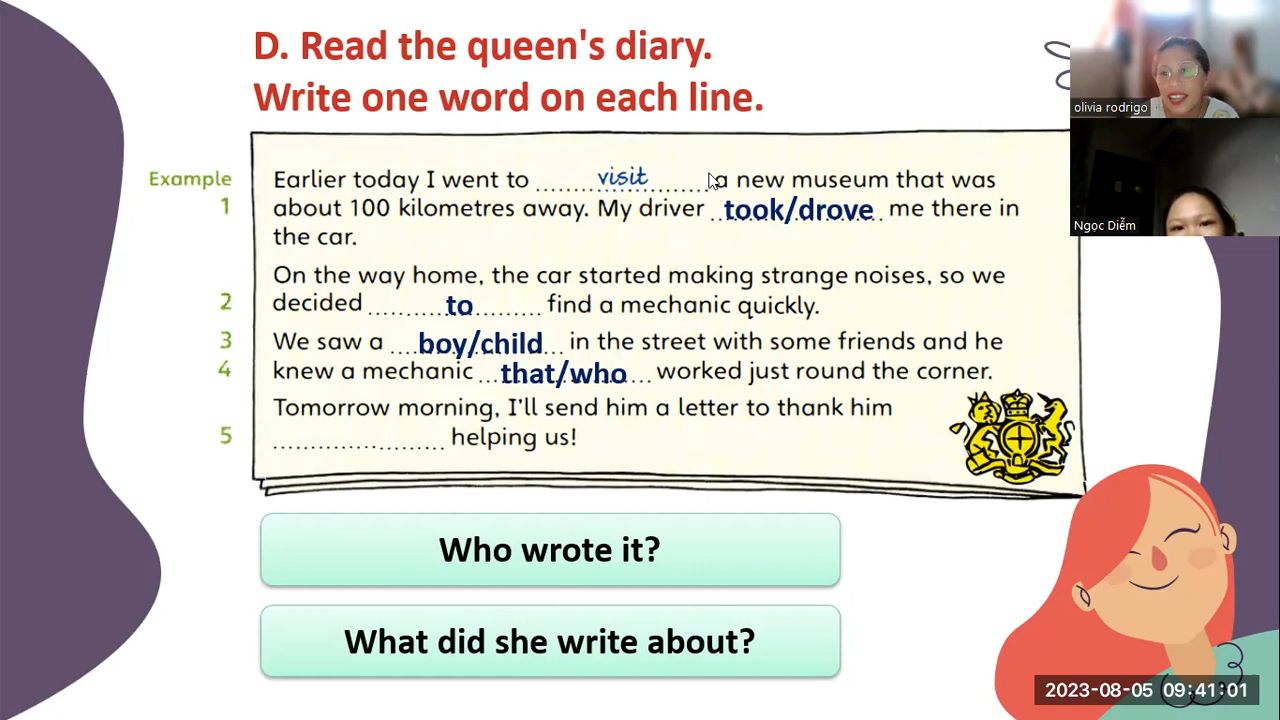 D. Read the queen's diary.
Write one word on each line.
olivia rodrigo
Ngọc Diễm
Example
Earlier today I went to ....... visit ....... a new museum that was
1
about 100 kilometres away. My driver ... took/drove ... me there in
the car.
On the way home, the car started making strange noises, so we
2
decided ....... to ....... find a mechanic quickly.
3
We saw a ... boy/child ... in the street with some friends and he
4
knew a mechanic ... that/who ... worked just round the corner.
Tomorrow morning, I'll send him a letter to thank him
5
........................ helping us!
Who wrote it?
What did she write about?
2023-08-05 09:41:01